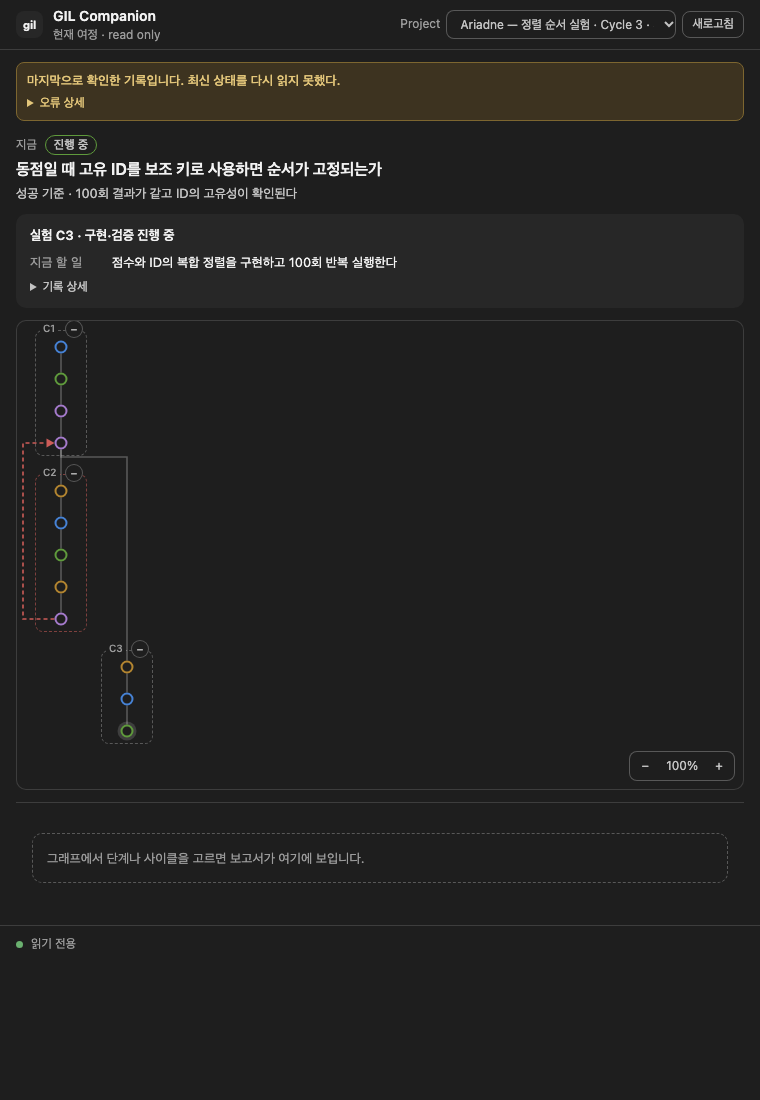 gil
GIL Companion
현재 여정 · read only
Project
Ariadne — 정렬 순서 실험 · Cycle 3 ·
새로고침
마지막으로 확인한 기록입니다. 최신 상태를 다시 읽지 못했다.
▶ 오류 상세
지금 진행 중
동점일 때 고유 ID를 보조 키로 사용하면 순서가 고정되는가
성공 기준 · 100회 결과가 같고 ID의 고유성이 확인된다
실험 C3 · 구현·검증 진행 중
지금 할 일 점수와 ID의 복합 정렬을 구현하고 100회 반복 실행한다
▶ 기록 상세
C1 −
C2 −
C3 −
− 100% +
그래프에서 단계나 사이클을 고르면 보고서가 여기에 보입니다.
읽기 전용